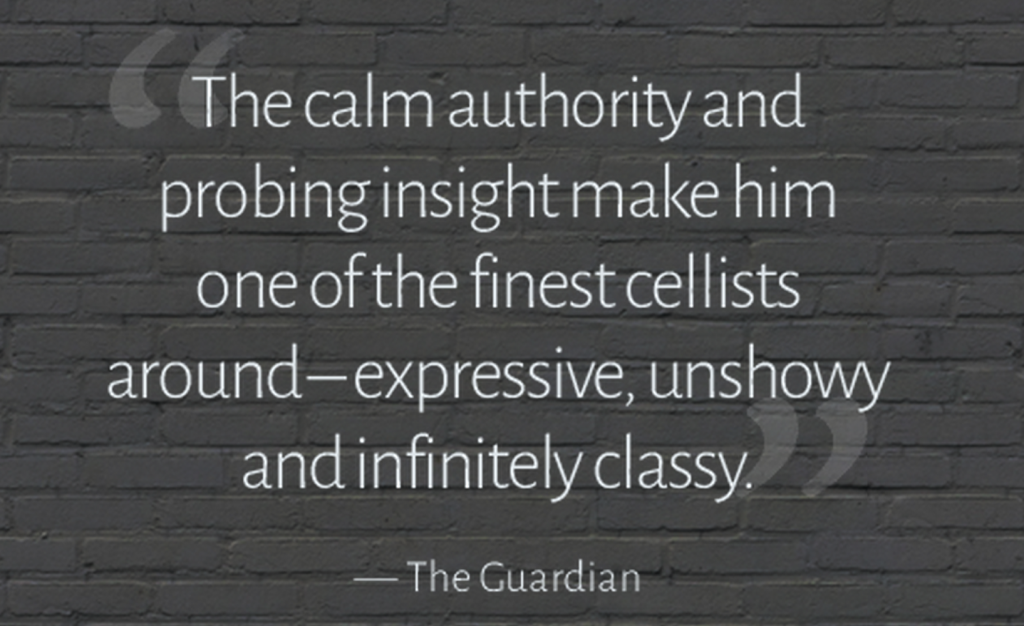 “The calm authority and
probing insight make him
one of the finest cellists
around—expressive, unshowy
and infinitely classy.”
— The Guardian